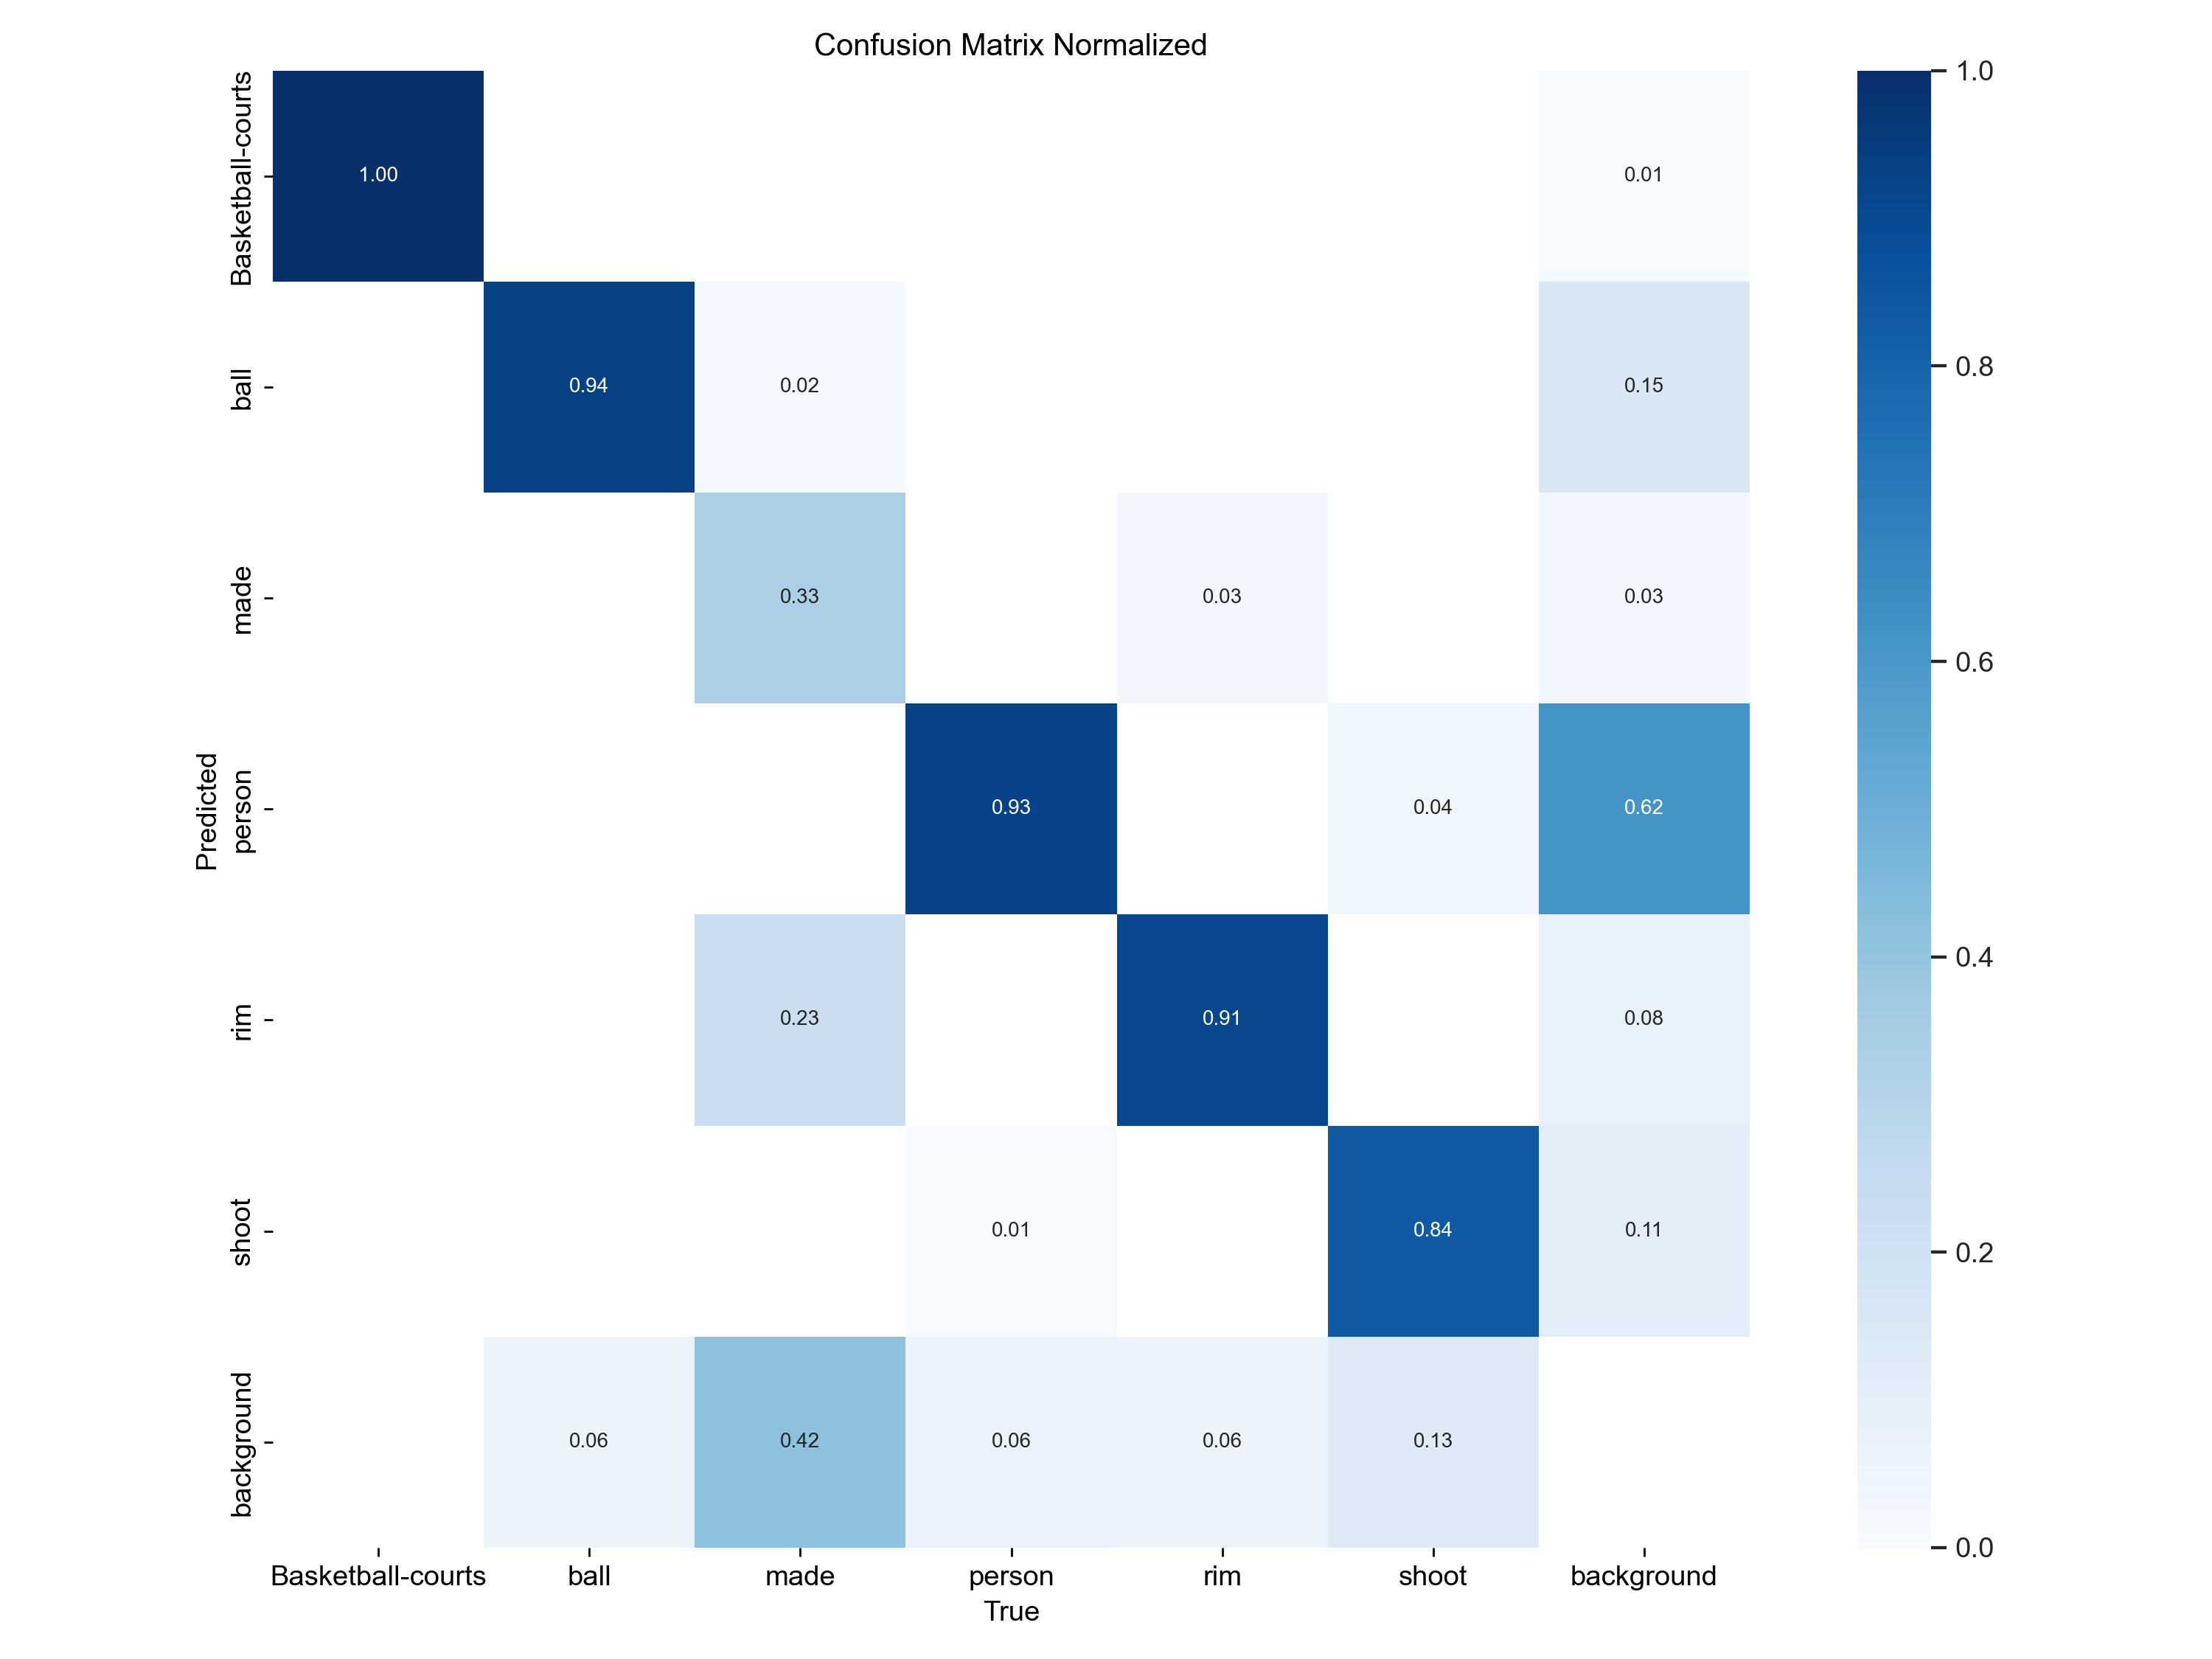 Confusion Matrix Normalized
Basketball-courts
1.00
0.01
1.0
ball
0.94
0.02
0.15
0.8
made
0.33
0.03
0.03
0.6
Predicted
person
0.93
0.04
0.62
rim
0.23
0.91
0.08
0.4
shoot
0.01
0.84
0.11
0.2
background
0.06
0.42
0.06
0.06
0.13
0.0
Basketball-courts ball made person rim shoot background
True